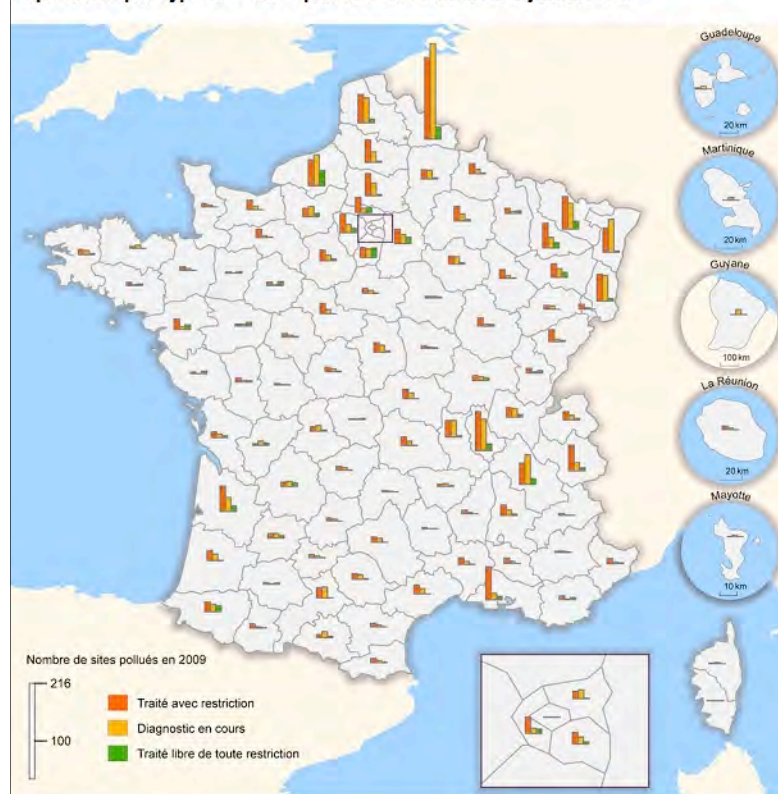 Guadeloupe
20 km
Martinique
20 km
Guyane
100 km
La Réunion
20 km
Mayotte
10 km
Nombre de sites pollués en 2009
216
100
Traité avec restriction
Diagnostic en cours
Traité libre de toute restriction